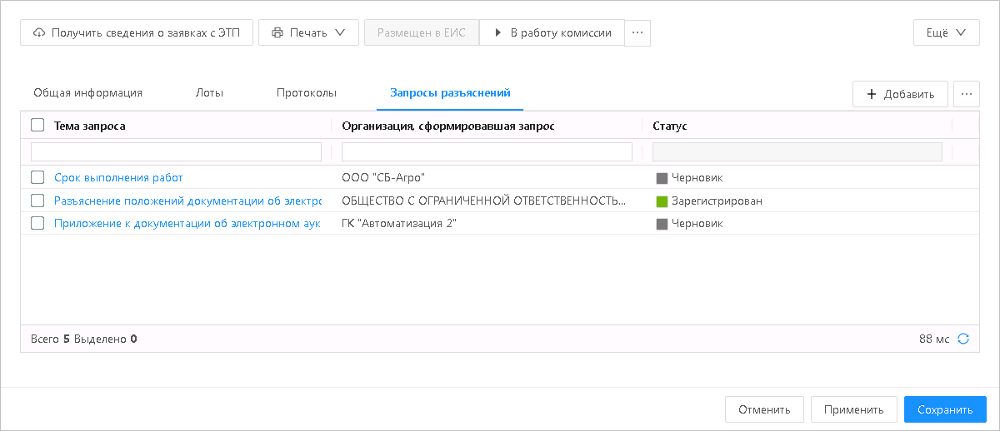 Получить сведения о заявках с ЭТП Печать Размещен в ЕИС В работу комиссии ... Ещё
Общая информация Лоты Протоколы Запросы разъяснений + Добавить ...
Тема запроса Организация, сформировавшая запрос Статус
Срок выполнения работ ООО "СБ-Агро" Черновик
Разъяснение положений документации об электро ОБЩЕСТВО С ОГРАНИЧЕННОЙ ОТВЕТСТВЕННОСТЬ... Зарегистрирован
Приложение к документации об электронном аук ГК "Автоматизация 2" Черновик
Всего 5 Выделено 0 88 мс
Отменить Применить Сохранить